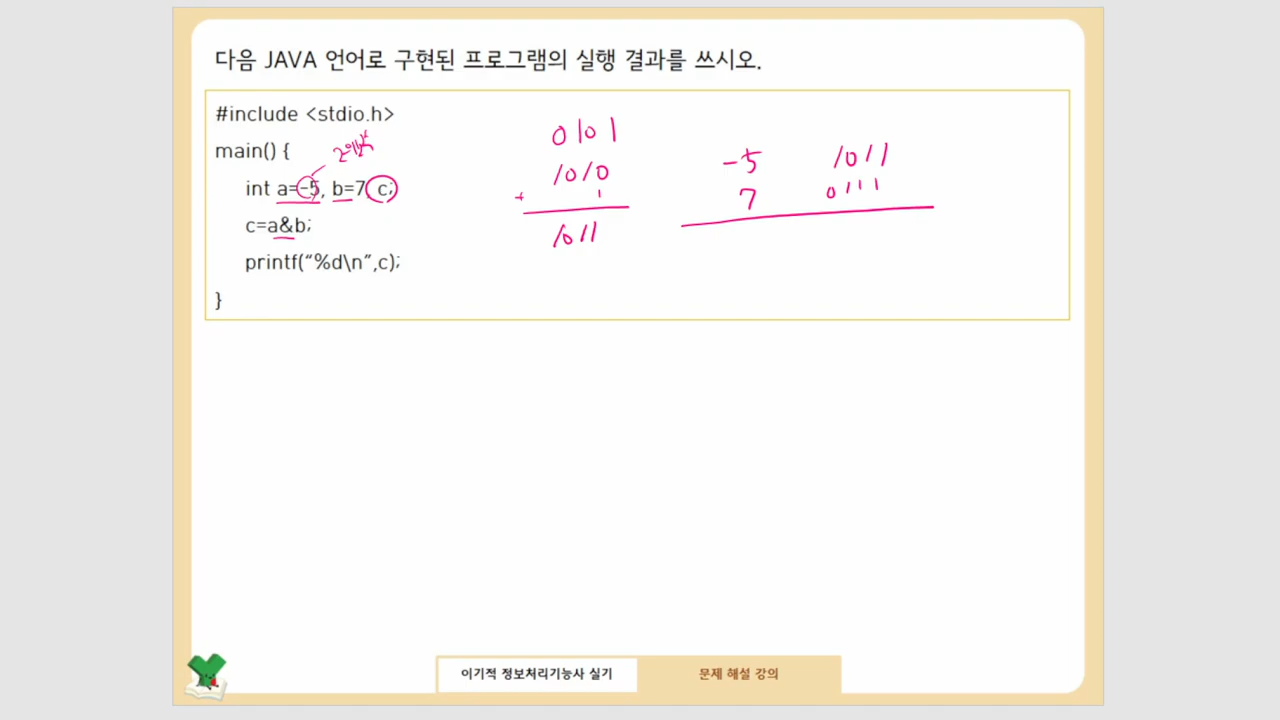 다음 JAVA 언어로 구현된 프로그램의 실행 결과를 쓰시오.
#include <stdio.h>
main() {
int a=-5, b=7, c;
c=a&b;
printf("%d\n",c);
}
0101
1010
+ 1
1011
-5 1011
7 0111
이기적 정보처리기능사 실기
문제 해설 강의